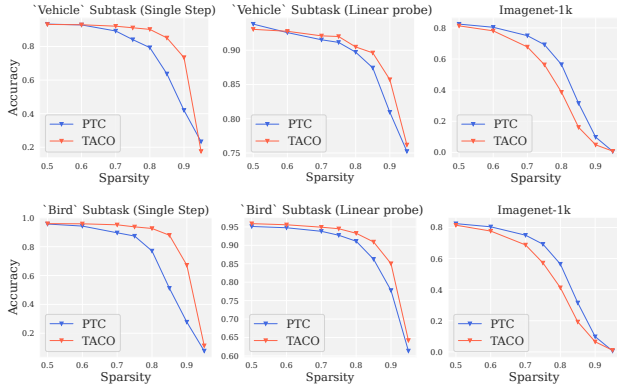 `Vehicle` Subtask (Single Step)
Accuracy
0.8
0.6
0.4
0.2
PTC
TACO
0.5 0.6 0.7 0.8 0.9
Sparsity
`Vehicle` Subtask (Linear probe)
0.90
0.85
0.80
0.75
PTC
TACO
0.5 0.6 0.7 0.8 0.9
Sparsity
Imagenet-1k
0.8
0.6
0.4
0.2
0.0
PTC
TACO
0.5 0.6 0.7 0.8 0.9
Sparsity
`Bird` Subtask (Single Step)
Accuracy
1.0
0.8
0.6
0.4
0.2
PTC
TACO
0.5 0.6 0.7 0.8 0.9
Sparsity
`Bird` Subtask (Linear probe)
0.95
0.90
0.85
0.80
0.75
0.70
0.65
0.60
PTC
TACO
0.5 0.6 0.7 0.8 0.9
Sparsity
Imagenet-1k
0.8
0.6
0.4
0.2
0.0
PTC
TACO
0.5 0.6 0.7 0.8 0.9
Sparsity